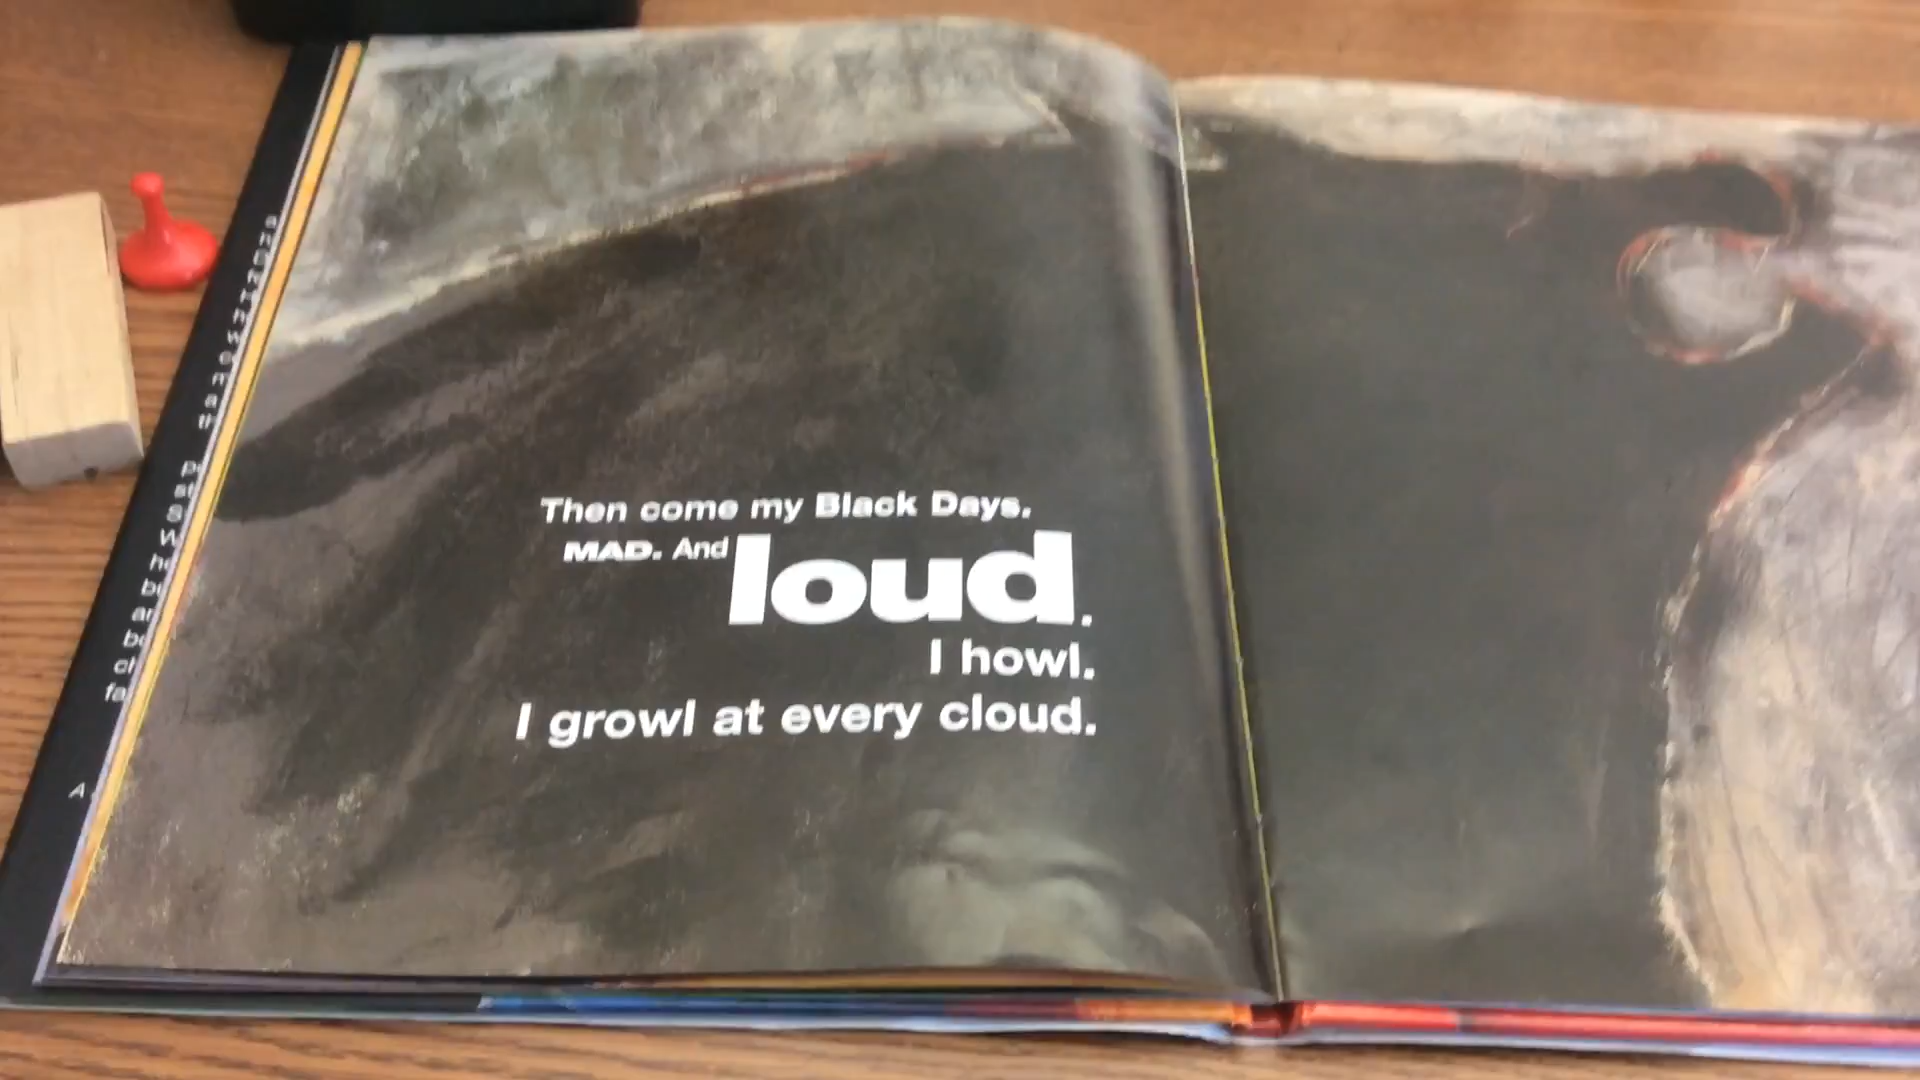 Then come my Black Days.
MAD. And loud.
I howl.
I growl at every cloud.